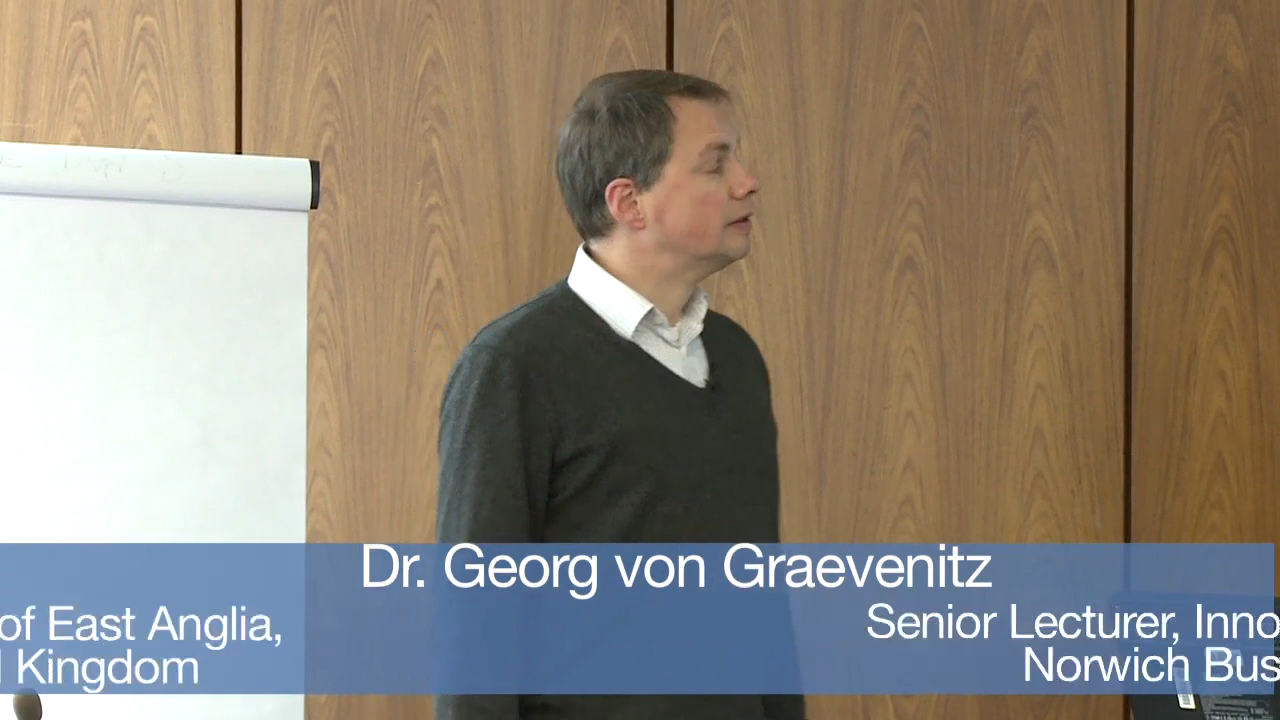 Dr. Georg von Graevenitz
of East Anglia,
Kingdom
Senior Lecturer, Inno
Norwich Bus